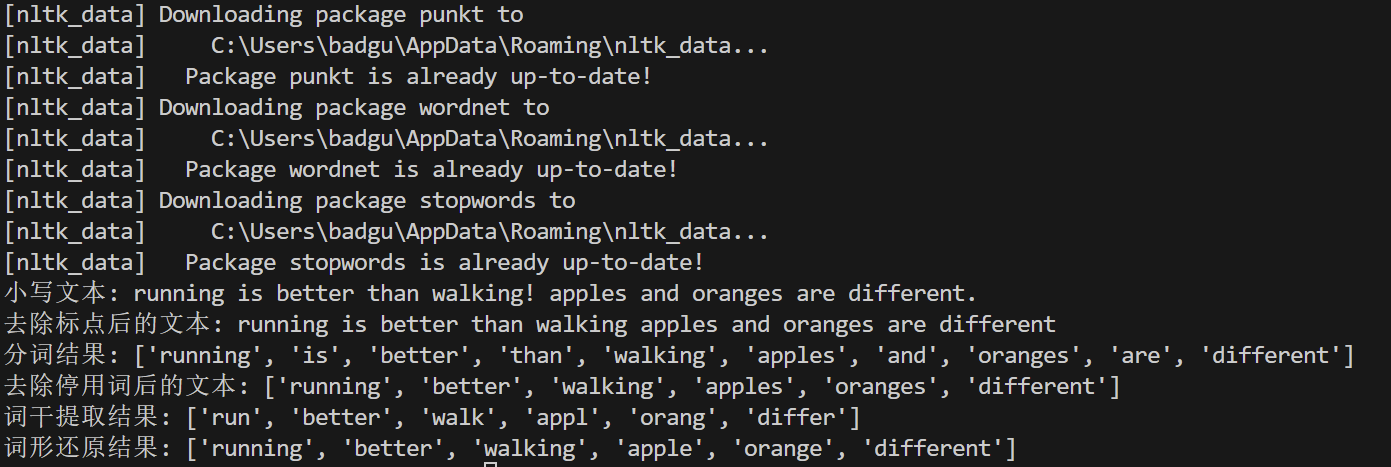 [nltk_data] Downloading package punkt to
[nltk_data]     C:\Users\badgu\AppData\Roaming\nltk_data...
[nltk_data]   Package punkt is already up-to-date!
[nltk_data] Downloading package wordnet to
[nltk_data]     C:\Users\badgu\AppData\Roaming\nltk_data...
[nltk_data]   Package wordnet is already up-to-date!
[nltk_data] Downloading package stopwords to
[nltk_data]     C:\Users\badgu\AppData\Roaming\nltk_data...
[nltk_data]   Package stopwords is already up-to-date!
小写文本: running is better than walking! apples and oranges are different.
去除标点后的文本: running is better than walking apples and oranges are different
分词结果: ['running', 'is', 'better', 'than', 'walking', 'apples', 'and', 'oranges', 'are', 'different']
去除停用词后的文本: ['running', 'better', 'walking', 'apples', 'oranges', 'different']
词干提取结果: ['run', 'better', 'walk', 'appl', 'orang', 'differ']
词形还原结果: ['running', 'better', 'walking', 'apple', 'orange', 'different']